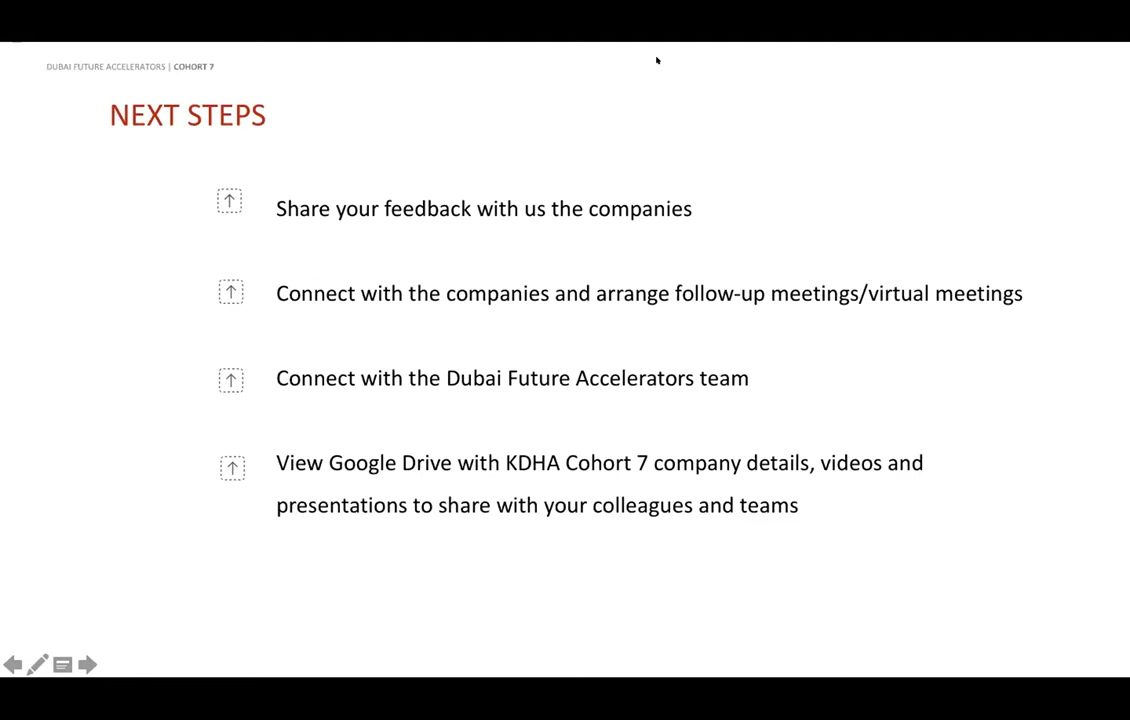 DUBAI FUTURE ACCELERATORS | COHORT 7
NEXT STEPS
Share your feedback with us the companies
Connect with the companies and arrange follow-up meetings/virtual meetings
Connect with the Dubai Future Accelerators team
View Google Drive with KDHA Cohort 7 company details, videos and
presentations to share with your colleagues and teams